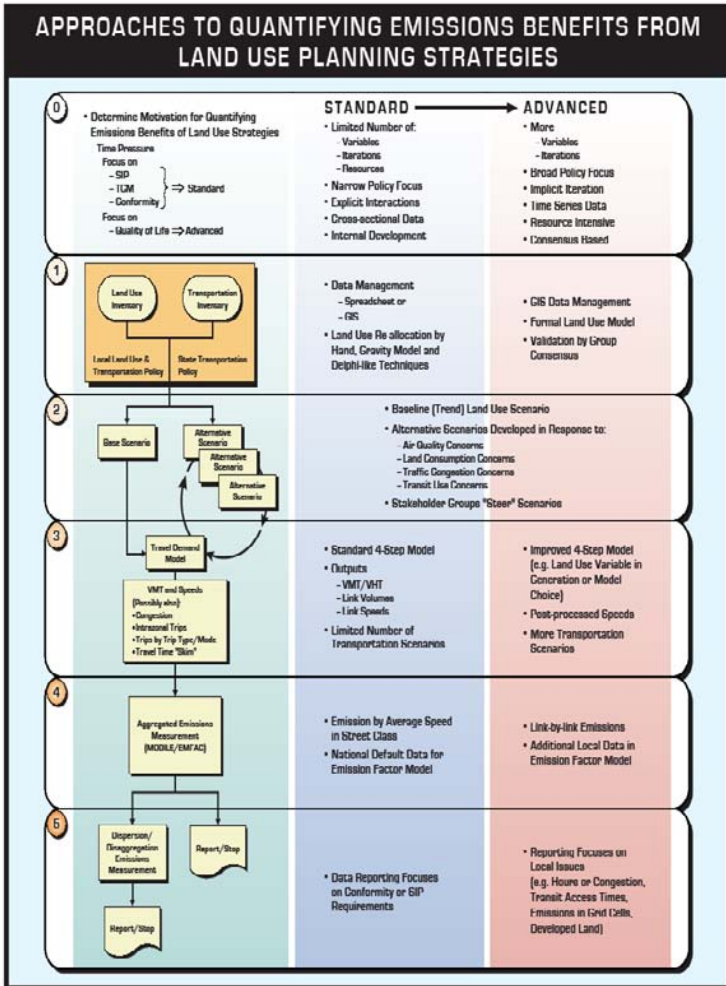 APPROACHES TO QUANTIFYING EMISSIONS BENEFITS FROM
LAND USE PLANNING STRATEGIES
0
• Determine Motivation for Quantifying
Emissions Benefits of Land Use Strategies
Time Pressure
Focus on
– SIP
– TCM
– Conformity
⇒ Standard
Focus on
– Quality of Life ⇒ Advanced
STANDARD
• Limited Number of:
– Variables
– Iterations
– Resources
• Narrow Policy Focus
• Explicit Interactions
• Cross-sectional Data
• Internal Development
ADVANCED
• More
– Variables
– Iterations
• Broad Policy Focus
• Implicit Iteration
• Time Series Data
• Resource Intensive
• Consensus Based
1
Land Use
Inventory
Transportation
Inventory
Local Land Use &
Transportation Policy
State Transportation
Policy
• Data Management
– Spreadsheet or
– GIS
• Land Use Re allocation by
Hand, Gravity Model and
Delphi-like Techniques
• GIS Data Management
• Formal Land Use Model
• Validation by Group
Consensus
2
Base Scenario
Alternative
Scenario
Alternative
Scenario
Alternative
Scenario
• Baseline (Trend) Land Use Scenario
• Alternative Scenarios Developed in Response to:
– Air Quality Concerns
– Land Consumption Concerns
– Traffic Congestion Concerns
– Transit Use Concerns
• Stakeholder Groups "Steer" Scenarios
3
Travel Demand
Model
VMT and Speeds
(Possibly also):
• Congestion
• Intrazonal Trips
• Trips by Trip Type/Mode
• Travel Time "Skim"
• Standard 4-Step Model
• Outputs
– VMT/VHT
– Link Volumes
– Link Speeds
• Limited Number of
Transportation Scenarios
• Improved 4-Step Model
(e.g. Land Use Variable in
Generation or Model
Choice)
• Post-processed Speeds
• More Transportation
Scenarios
4
Aggregated Emissions
Measurement
(MOBILE/EMFAC)
• Emission by Average Speed
in Street Class
• National Default Data for
Emission Factor Model
• Link-by-link Emissions
• Additional Local Data in
Emission Factor Model
5
Dispersion/
Disaggregation
Emissions
Measurement
Report/Stop
Report/Stop
• Data Reporting Focuses
on Conformity or SIP
Requirements
• Reporting Focuses on
Local Issues
(e.g. Hours or Congestion,
Transit Access Times,
Emissions in Grid Cells,
Developed Land)